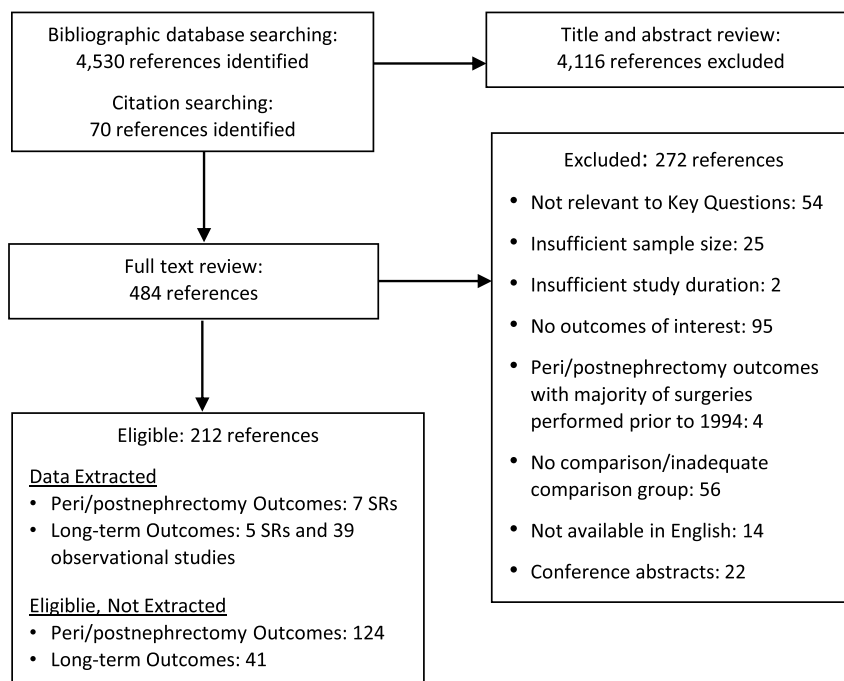 Bibliographic database searching:
4,530 references identified
Citation searching:
70 references identified
Title and abstract review:
4,116 references excluded
Full text review:
484 references
Excluded: 272 references
• Not relevant to Key Questions: 54
• Insufficient sample size: 25
• Insufficient study duration: 2
• No outcomes of interest: 95
• Peri/postnephrectomy outcomes
with majority of surgeries
performed prior to 1994: 4
• No comparison/inadequate
comparison group: 56
• Not available in English: 14
• Conference abstracts: 22
Eligible: 212 references
Data Extracted
• Peri/postnephrectomy Outcomes: 7 SRs
• Long-term Outcomes: 5 SRs and 39
observational studies
Eligiblie, Not Extracted
• Peri/postnephrectomy Outcomes: 124
• Long-term Outcomes: 41